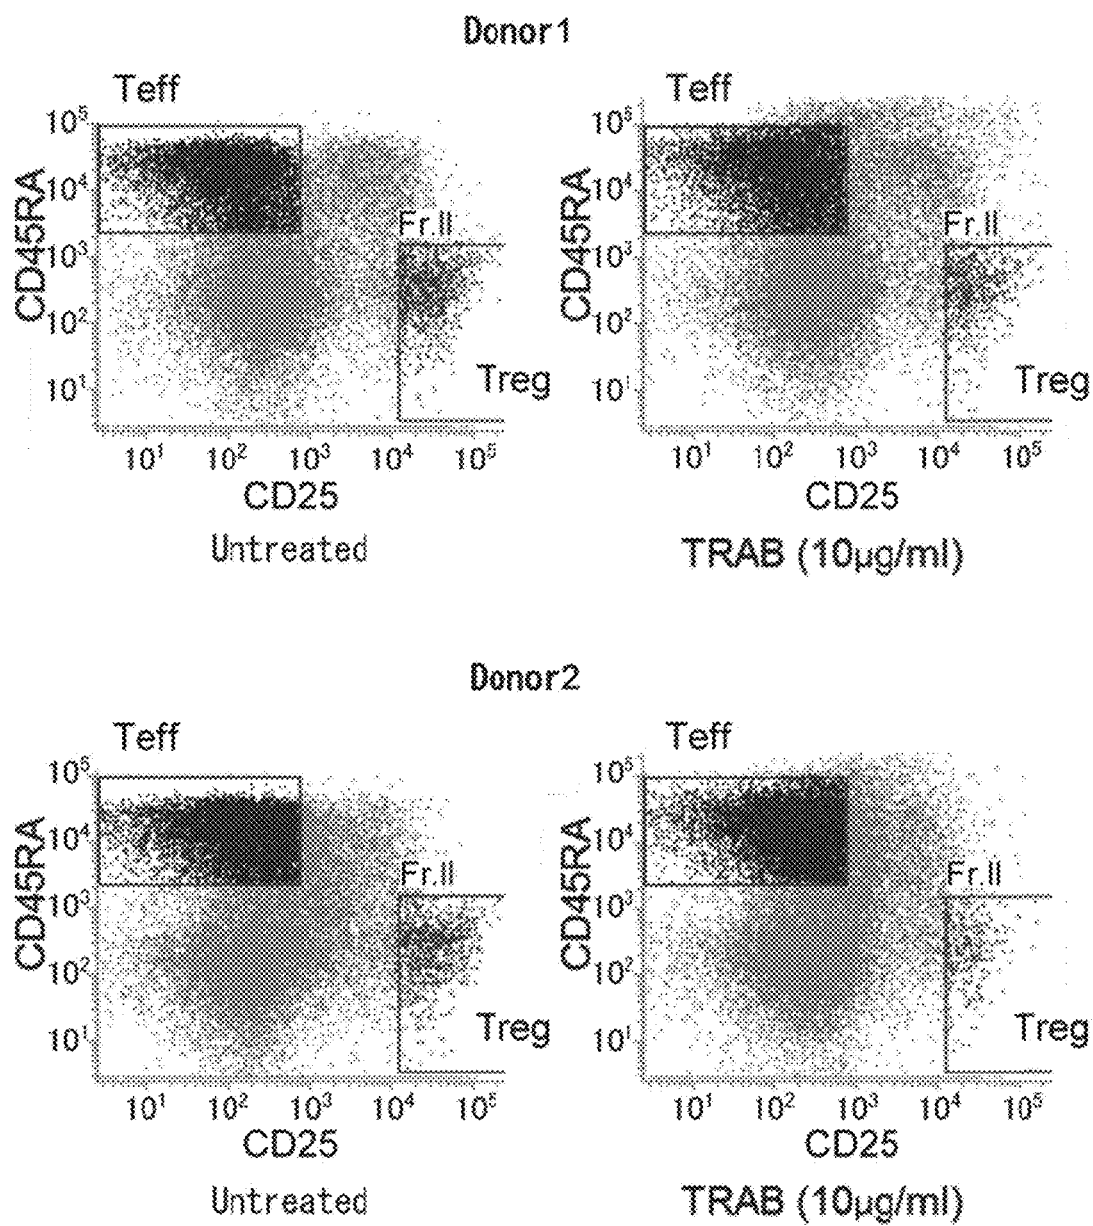 Donor1
Teff
Teff
10⁵
10⁴
10³
10²
10¹
CD45RA
Fr.II
Treg
10¹ 10² 10³ 10⁴ 10⁵
CD25
Untreated
10⁵
10⁴
10³
10²
10¹
CD45RA
Fr.II
Treg
10¹ 10² 10³ 10⁴ 10⁵
CD25
TRAB (10µg/ml)
Donor2
Teff
Teff
10⁵
10⁴
10³
10²
10¹
CD45RA
Fr.II
Treg
10¹ 10² 10³ 10⁴ 10⁵
CD25
Untreated
10⁵
10⁴
10³
10²
10¹
CD45RA
Fr.II
Treg
10¹ 10² 10³ 10⁴ 10⁵
CD25
TRAB (10µg/ml)